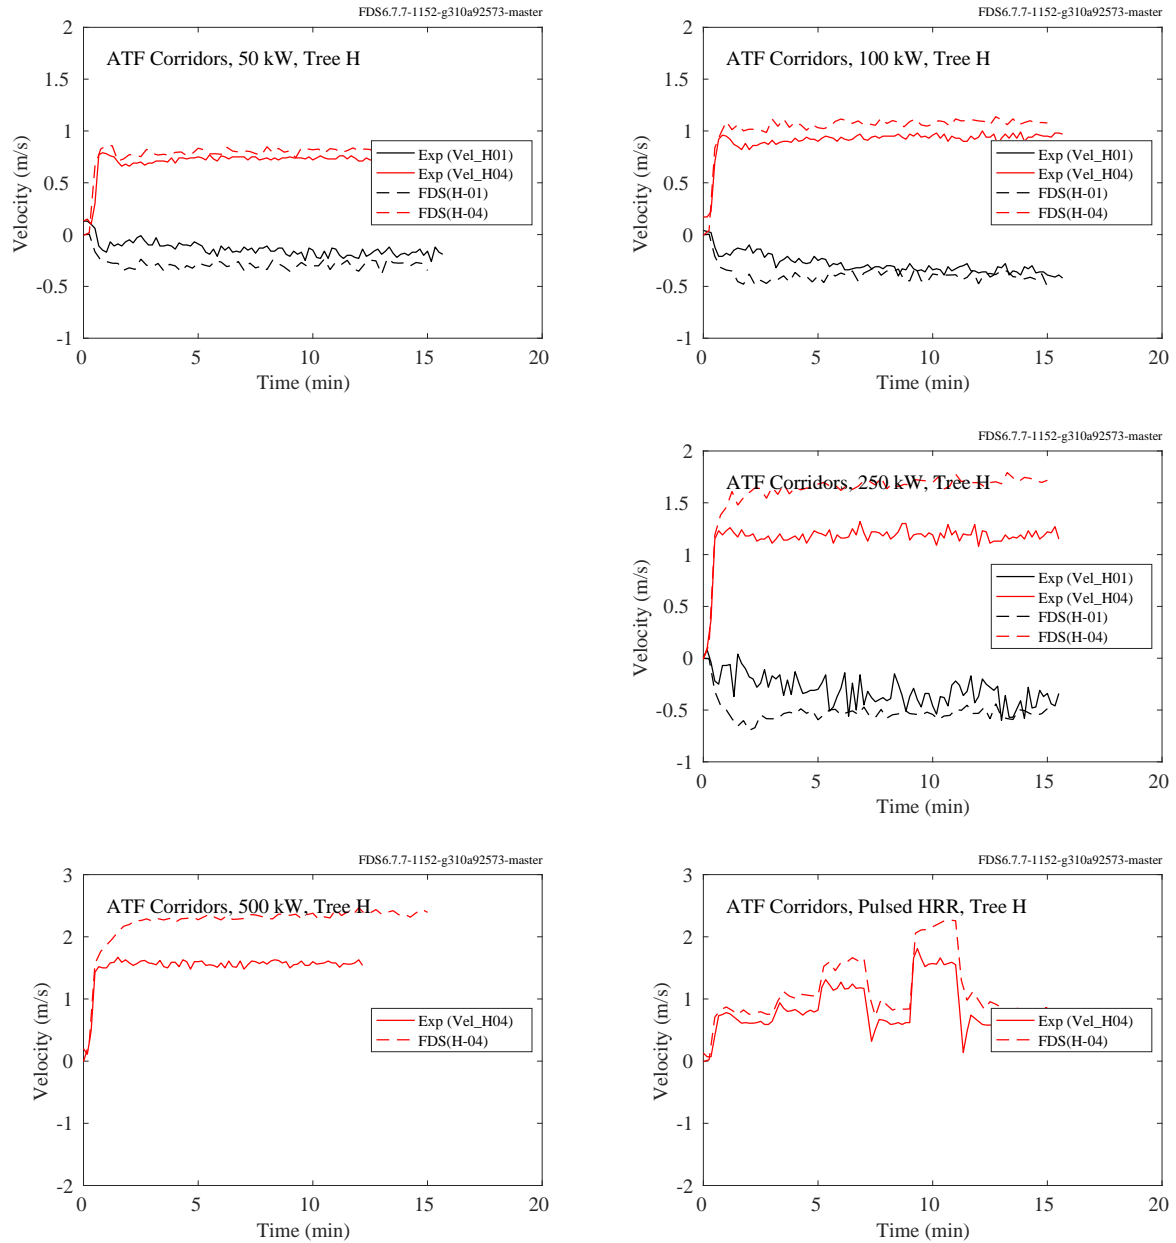 FDS6.7.7-1152-g310a92573-master
ATF Corridors, 50 kW, Tree H
2
1.5
1
0.5
0
-0.5
-1
Velocity (m/s)
Exp (Vel_H01)
Exp (Vel_H04)
FDS(H-01)
FDS(H-04)
0 5 10 15 20
Time (min)
FDS6.7.7-1152-g310a92573-master
ATF Corridors, 100 kW, Tree H
2
1.5
1
0.5
0
-0.5
-1
Velocity (m/s)
Exp (Vel_H01)
Exp (Vel_H04)
FDS(H-01)
FDS(H-04)
0 5 10 15 20
Time (min)
FDS6.7.7-1152-g310a92573-master
ATF Corridors, 250 kW, Tree H
2
1.5
1
0.5
0
-0.5
-1
Velocity (m/s)
Exp (Vel_H01)
Exp (Vel_H04)
FDS(H-01)
FDS(H-04)
0 5 10 15 20
Time (min)
FDS6.7.7-1152-g310a92573-master
ATF Corridors, 500 kW, Tree H
3
2
1
0
-1
-2
Velocity (m/s)
Exp (Vel_H04)
FDS(H-04)
0 5 10 15 20
Time (min)
FDS6.7.7-1152-g310a92573-master
ATF Corridors, Pulsed HRR, Tree H
3
2
1
0
-1
-2
Velocity (m/s)
Exp (Vel_H04)
FDS(H-04)
0 5 10 15 20
Time (min)